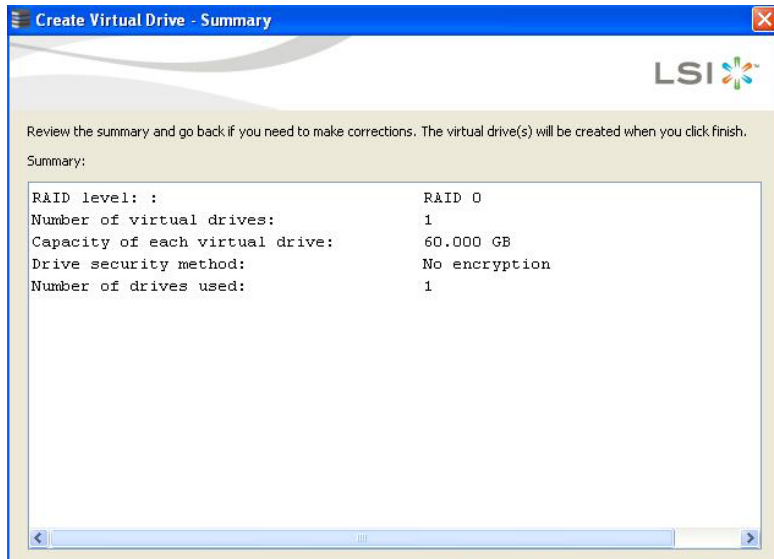 Create Virtual Drive - Summary
LSI
Review the summary and go back if you need to make corrections. The virtual drive(s) will be created when you click finish.
Summary:
RAID level: : RAID 0
Number of virtual drives: 1
Capacity of each virtual drive: 60.000 GB
Drive security method: No encryption
Number of drives used: 1